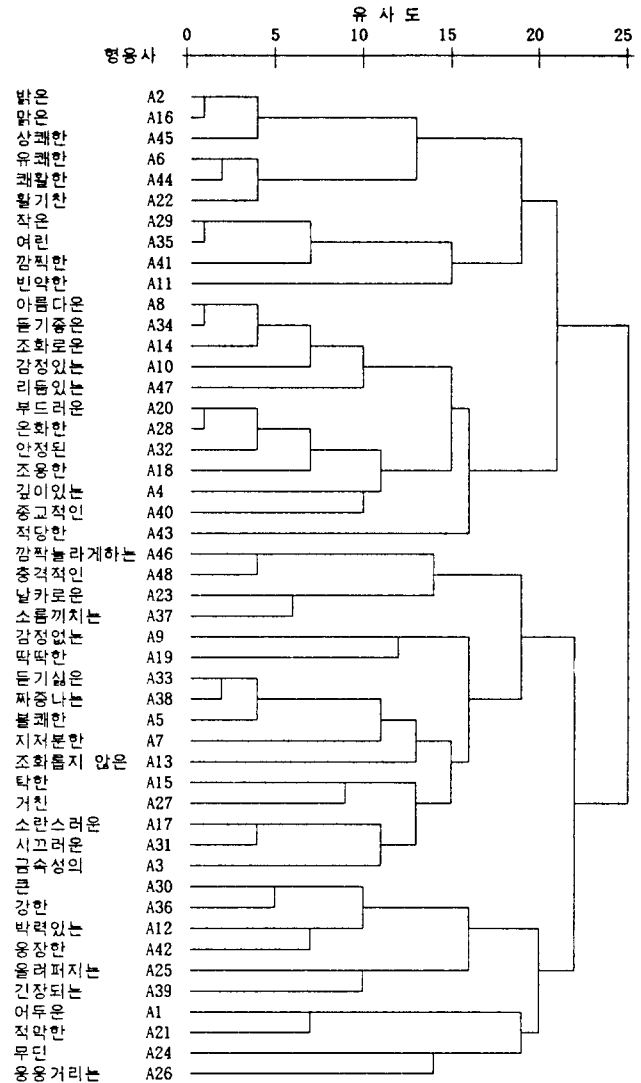 유 사 도
0 5 10 15 20 25
형용사
밝은 A2
맑은 A16
상쾌한 A45
유쾌한 A6
쾌활한 A44
활기찬 A22
작은 A29
여린 A35
깜찍한 A41
빈약한 A11
아름다운 A8
듣기좋은 A34
조화로운 A14
감정있는 A10
리듬있는 A47
부드러운 A20
온화한 A28
안정된 A32
조용한 A18
깊이있는 A4
종교적인 A40
적당한 A43
깜짝놀라게하는 A46
충격적인 A48
날카로운 A23
소름끼치는 A37
감정없는 A9
딱딱한 A19
듣기싫은 A33
짜증나는 A38
불쾌한 A5
지저분한 A7
조화롭지 않은 A13
탁한 A15
거친 A27
소란스러운 A17
시끄러운 A31
금속성의 A3
큰 A30
강한 A36
박력있는 A12
웅장한 A42
울려퍼지는 A25
긴장되는 A39
어두운 A1
적막한 A21
무딘 A24
웅웅거리는 A26